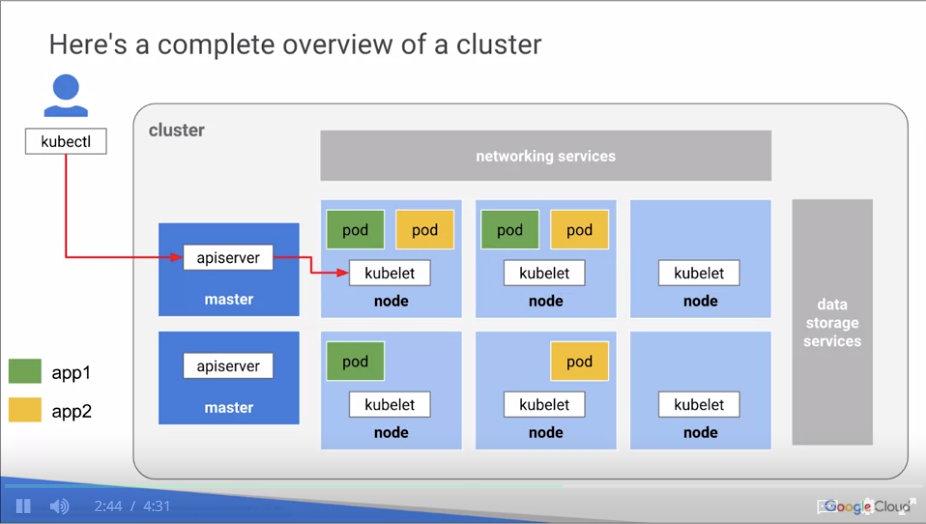 Here's a complete overview of a cluster
kubectl
cluster
networking services
pod
pod
pod
pod
apiserver
kubelet
kubelet
kubelet
master
node
node
node
data
storage
services
pod
pod
apiserver
kubelet
kubelet
kubelet
master
node
node
node
app1
app2
2:44 / 4:31
Google Cloud